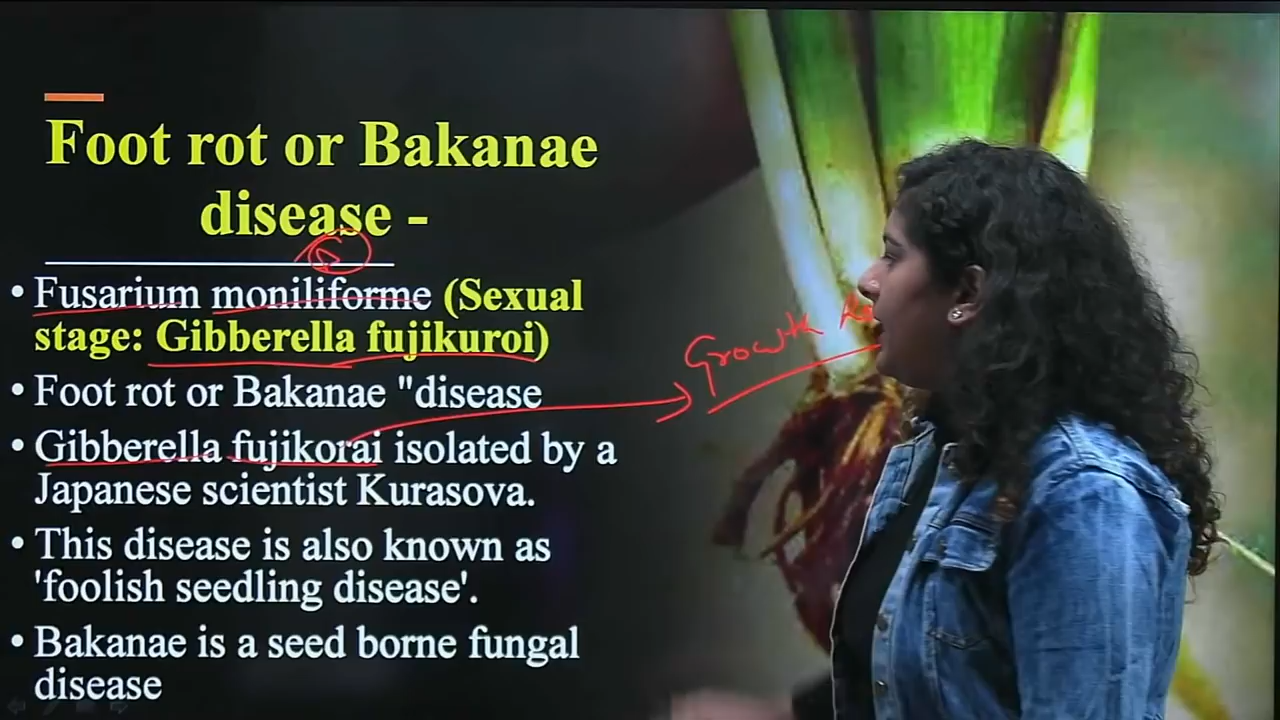 Foot rot or Bakanae
disease -
• Fusarium moniliforme (Sexual
stage: Gibberella fujikuroi)
• Foot rot or Bakanae "disease
• Gibberella fujikorai isolated by a
Japanese scientist Kurasova.
• This disease is also known as
'foolish seedling disease'.
• Bakanae is a seed borne fungal
disease
Growth